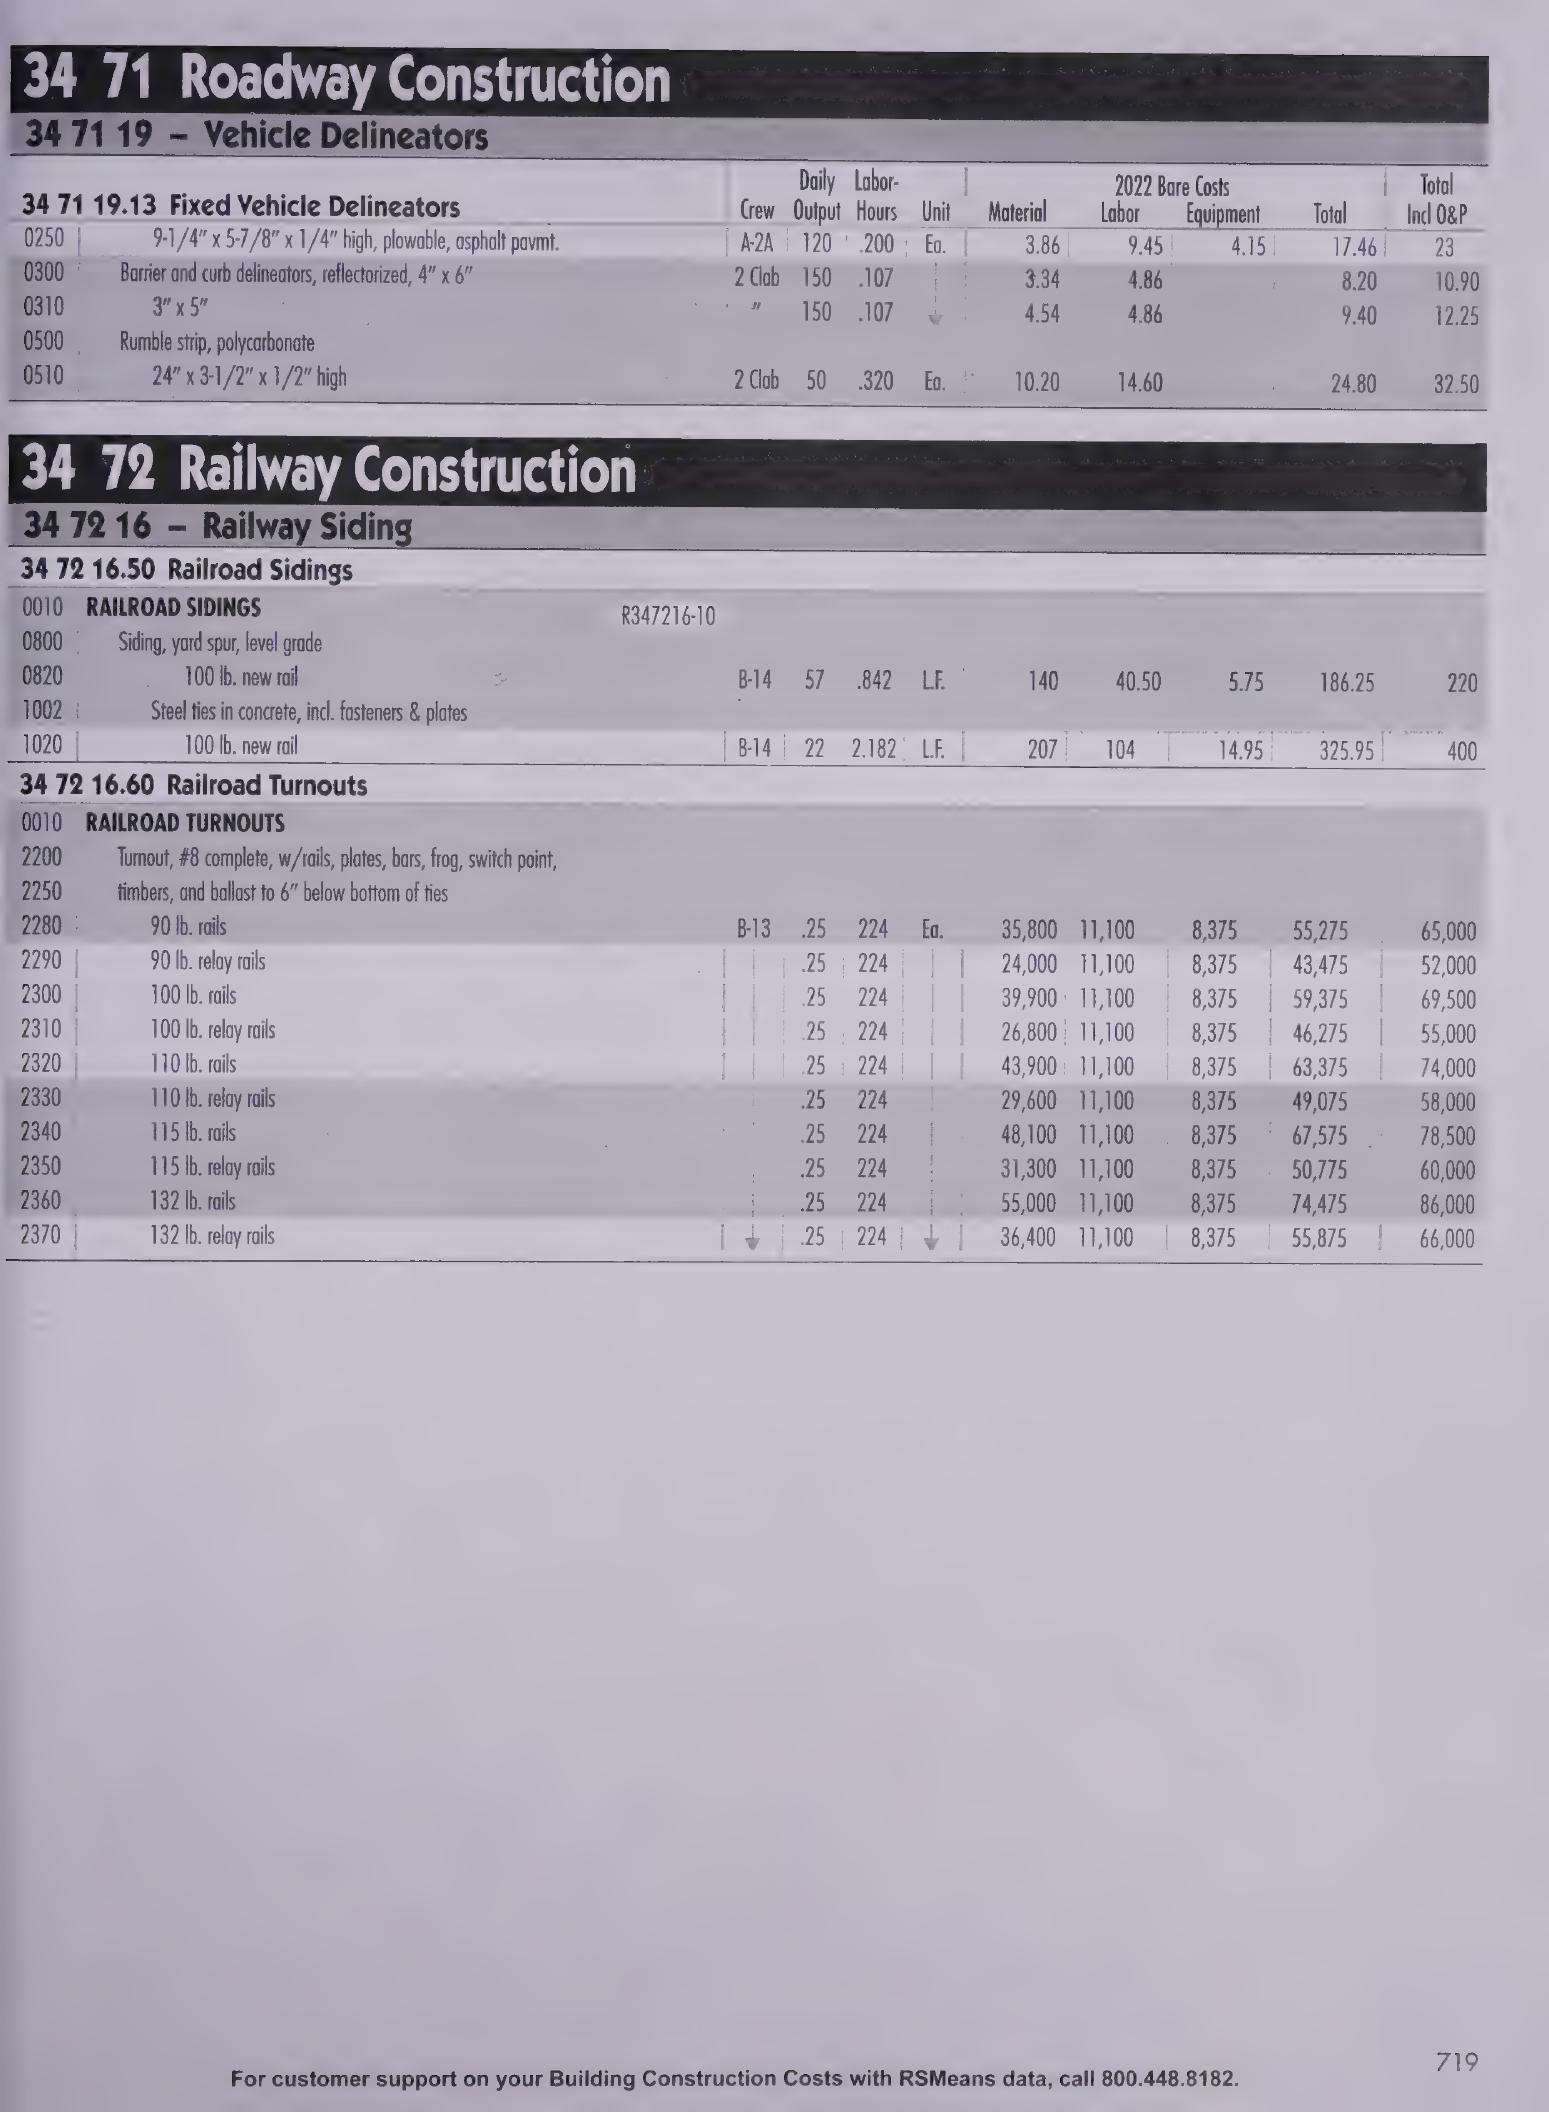 34 71 Roadway Construction
34 71 19 – Vehicle Delineators
34 71 19.13 Fixed Vehicle Delineators Crew Daily Output Labor-Hours Unit Material 2022 Bare Costs Labor Equipment Total Total Incl O&P
0250 9-1/4" x 5-7/8" x 1/4" high, plowable, asphalt pavmt. A-2A 120 .200 Ea. 3.86 9.45 4.15 17.46 23
0300 Barrier and curb delineators, reflectorized, 4" x 6" 2 Clab 150 .107 3.34 4.86 8.20 10.90
0310 3" x 5" " 150 .107 4.54 4.86 9.40 12.25
0500 Rumble strip, polycarbonate
0510 24" x 3-1/2" x 1/2" high 2 Clab 50 .320 Ea. 10.20 14.60 24.80 32.50
34 72 Railway Construction
34 72 16 – Railway Siding
34 72 16.50 Railroad Sidings
0010 RAILROAD SIDINGS R347216-10
0800 Siding, yard spur, level grade
0820 100 lb. new rail B-14 57 .842 L.F. 140 40.50 5.75 186.25 220
1002 Steel ties in concrete, incl. fasteners & plates
1020 100 lb. new rail B-14 22 2.182 L.F. 207 104 14.95 325.95 400
34 72 16.60 Railroad Turnouts
0010 RAILROAD TURNOUTS
2200 Turnout, #8 complete, w/rails, plates, bars, frog, switch point,
2250 timbers, and ballast to 6" below bottom of ties
2280 90 lb. rails B-13 .25 224 Ea. 35,800 11,100 8,375 55,275 65,000
2290 90 lb. relay rails .25 224 24,000 11,100 8,375 43,475 52,000
2300 100 lb. rails .25 224 39,900 11,100 8,375 59,375 69,500
2310 100 lb. relay rails .25 224 26,800 11,100 8,375 46,275 55,000
2320 110 lb. rails .25 224 43,900 11,100 8,375 63,375 74,000
2330 110 lb. relay rails .25 224 29,600 11,100 8,375 49,075 58,000
2340 115 lb. rails .25 224 48,100 11,100 8,375 67,575 78,500
2350 115 lb. relay rails .25 224 31,300 11,100 8,375 50,775 60,000
2360 132 lb. rails .25 224 55,000 11,100 8,375 74,475 86,000
2370 132 lb. relay rails .25 224 36,400 11,100 8,375 55,875 66,000
For customer support on your Building Construction Costs with RSMeans data, call 800.448.8182.
719